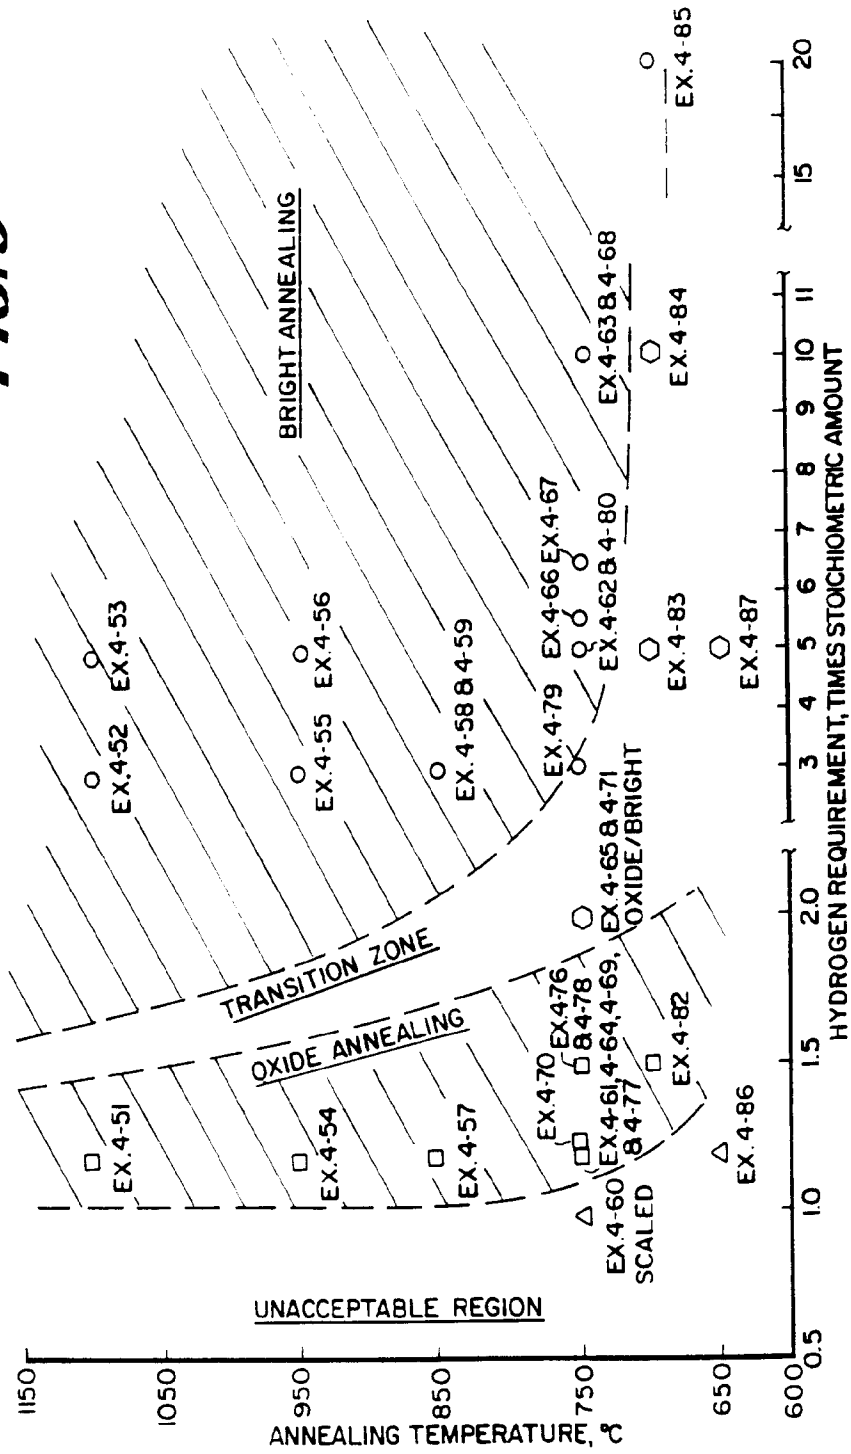 BRIGHT ANNEALING
TRANSITION ZONE
OXIDE ANNEALING
UNACCEPTABLE REGION
EX.4-51
EX.4-52
EX.4-53
EX.4-54
EX.4-55
EX.4-56
EX.4-57
EX.4-58 & 4-59
EX.4-60
SCALED
EX.4-70
EX.4-76
& 4-78
EX.4-61, 4-64, 4-69,
& 4-77
EX.4-65 & 4-71
OXIDE/BRIGHT
EX.4-79
EX.4-66
EX.4-67
EX.4-62 & 4-80
EX.4-63 & 4-68
EX.4-82
EX.4-83
EX.4-84
EX.4-85
EX.4-86
EX.4-87
1150
1050
950
850
750
600
ANNEALING TEMPERATURE, °C
0.5
1.0
1.5
2.0
3
4
5
6
7
8
9
10
11
15
20
HYDROGEN REQUIREMENT, TIMES STOICHIOMETRIC AMOUNT